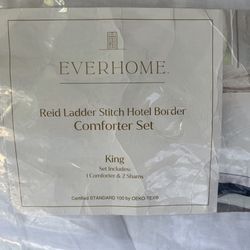 EVERHOME.
Reid Ladder Stitch Hotel Border
Comforter Set
King
Set Includes:
1 Comforter & 2 Shams
Certified STANDARD 100 by OEKO-TEX®